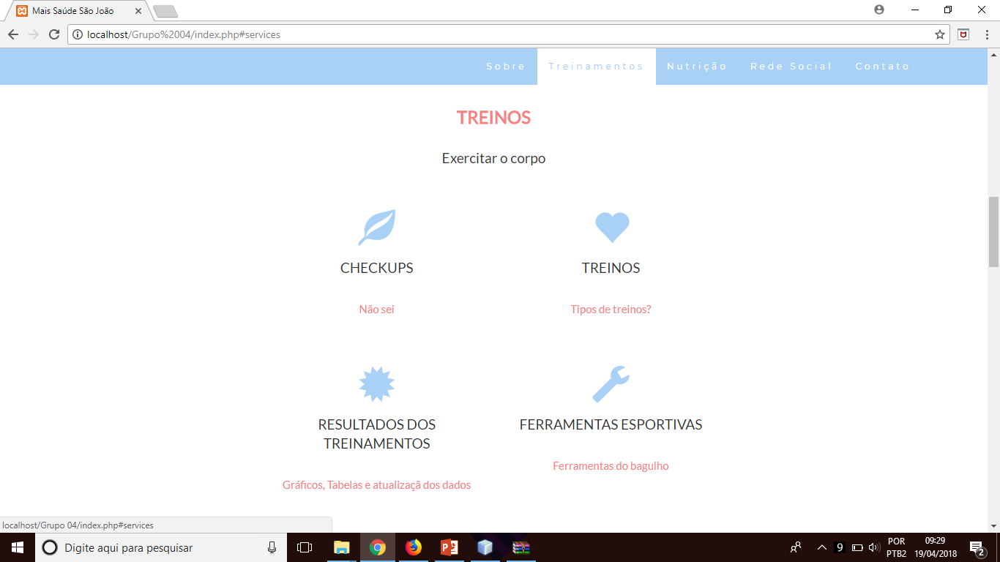 Mais Saúde São João
localhost/Grupo%2004/index.php#services
Sobre
Treinamentos
Nutrição
Rede Social
Contato
TREINOS
Exercitar o corpo
CHECKUPS
TREINOS
Não sei
Tipos de treinos?
RESULTADOS DOS
TREINAMENTOS
FERRAMENTAS ESPORTIVAS
Ferramentas do bagulho
Gráficos, Tabelas e atualizaçã dos dados
localhost/Grupo 04/index.php#services
Digite aqui para pesquisar
9
POR
PTB2
09:29
19/04/2018
2